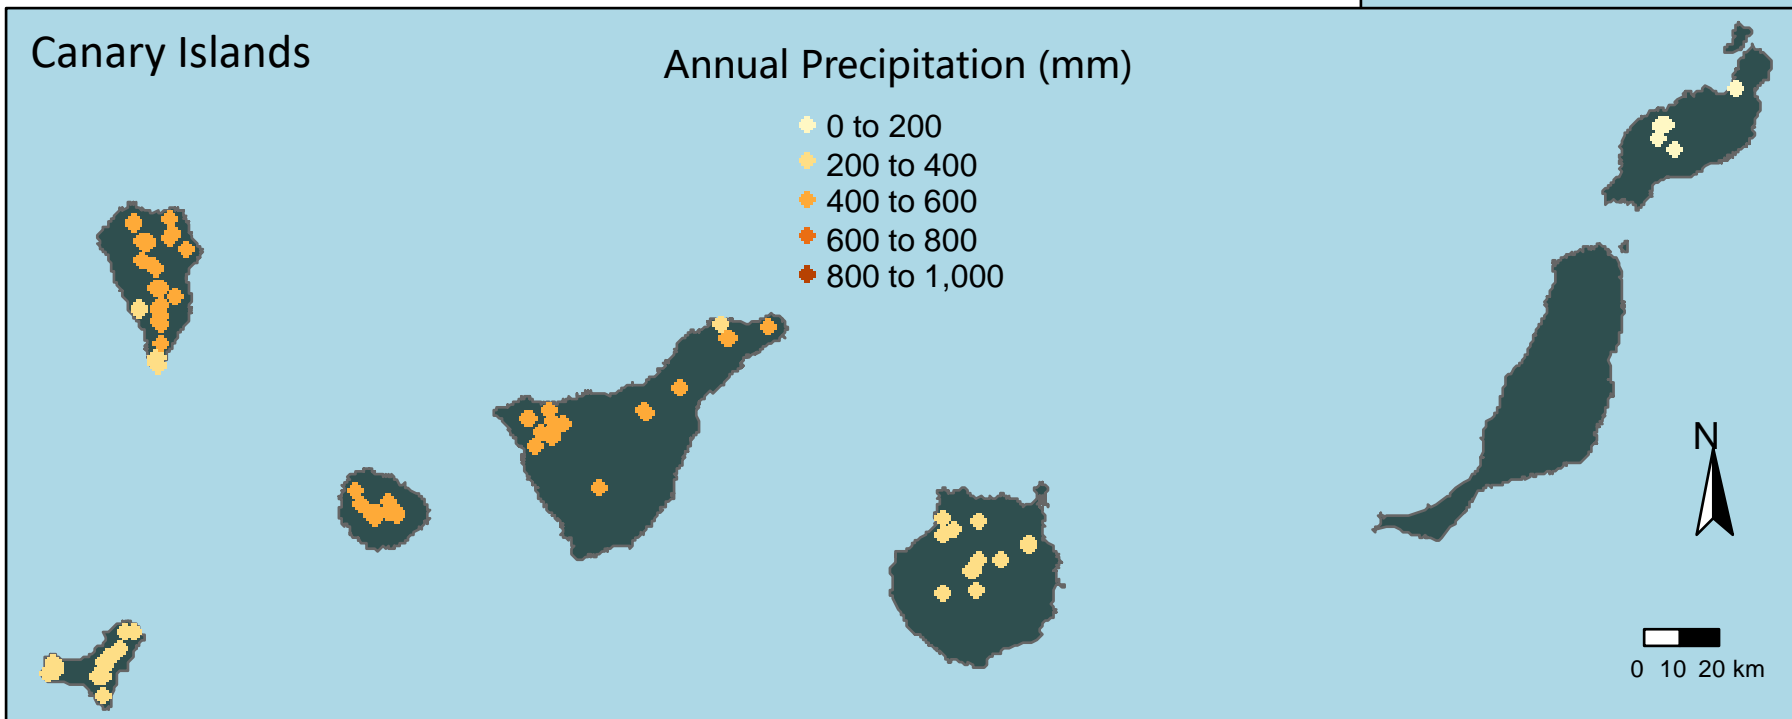 Canary Islands
Annual Precipitation (mm)
0 to 200
200 to 400
400 to 600
600 to 800
800 to 1,000
N
0 10 20 km